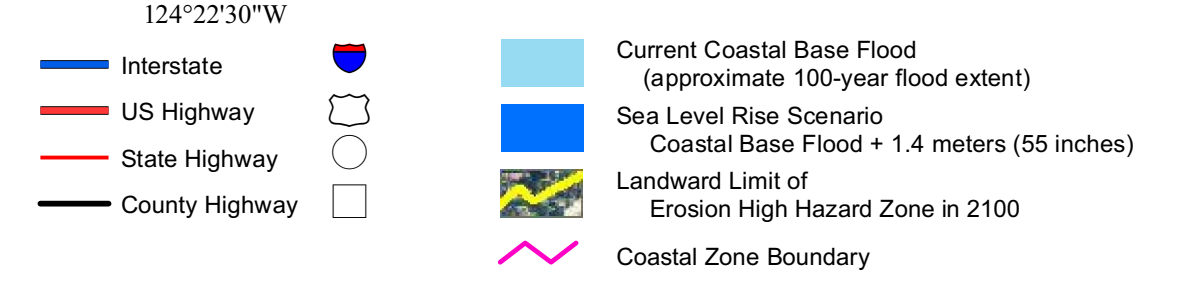 124°22'30"W
Interstate
US Highway
State Highway
County Highway
Current Coastal Base Flood
(approximate 100-year flood extent)
Sea Level Rise Scenario
Coastal Base Flood + 1.4 meters (55 inches)
Landward Limit of
Erosion High Hazard Zone in 2100
Coastal Zone Boundary